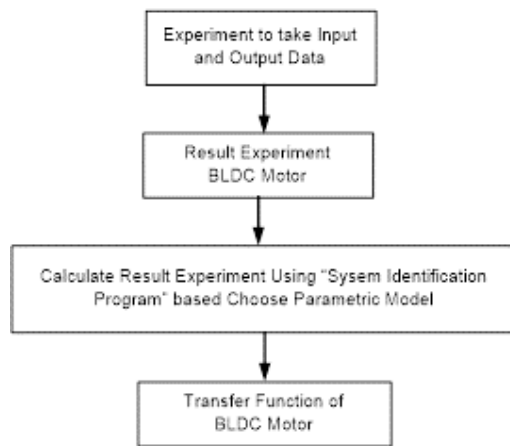 Experiment to take Input
and Output Data
Result Experiment
BLDC Motor
Calculate Result Experiment Using "Sysem Identification
Program" based Choose Parametric Model
Transfer Function of
BLDC Motor